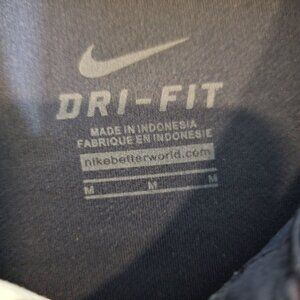 DRI-FIT
MADE IN INDONESIA
FABRIQUE EN INDONESIE
nikebetterworld.com
M M M